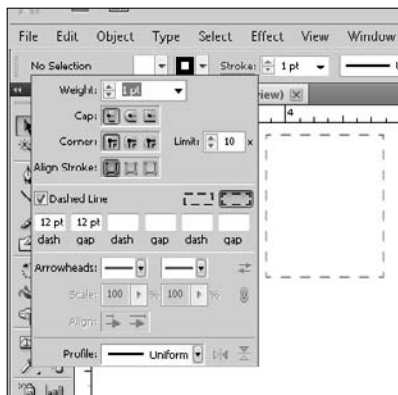 File Edit Object Type Select Effect View Window
No Selection Stroke: 1 pt
Weight: 1 pt
view)
Cap:
4
Corner: Limit: 10 x
Align Stroke:
Dashed Line
12 pt 12 pt
dash gap dash gap dash gap
Arrowheads:
Scale: 100 % 100 %
Align:
Profile: Uniform